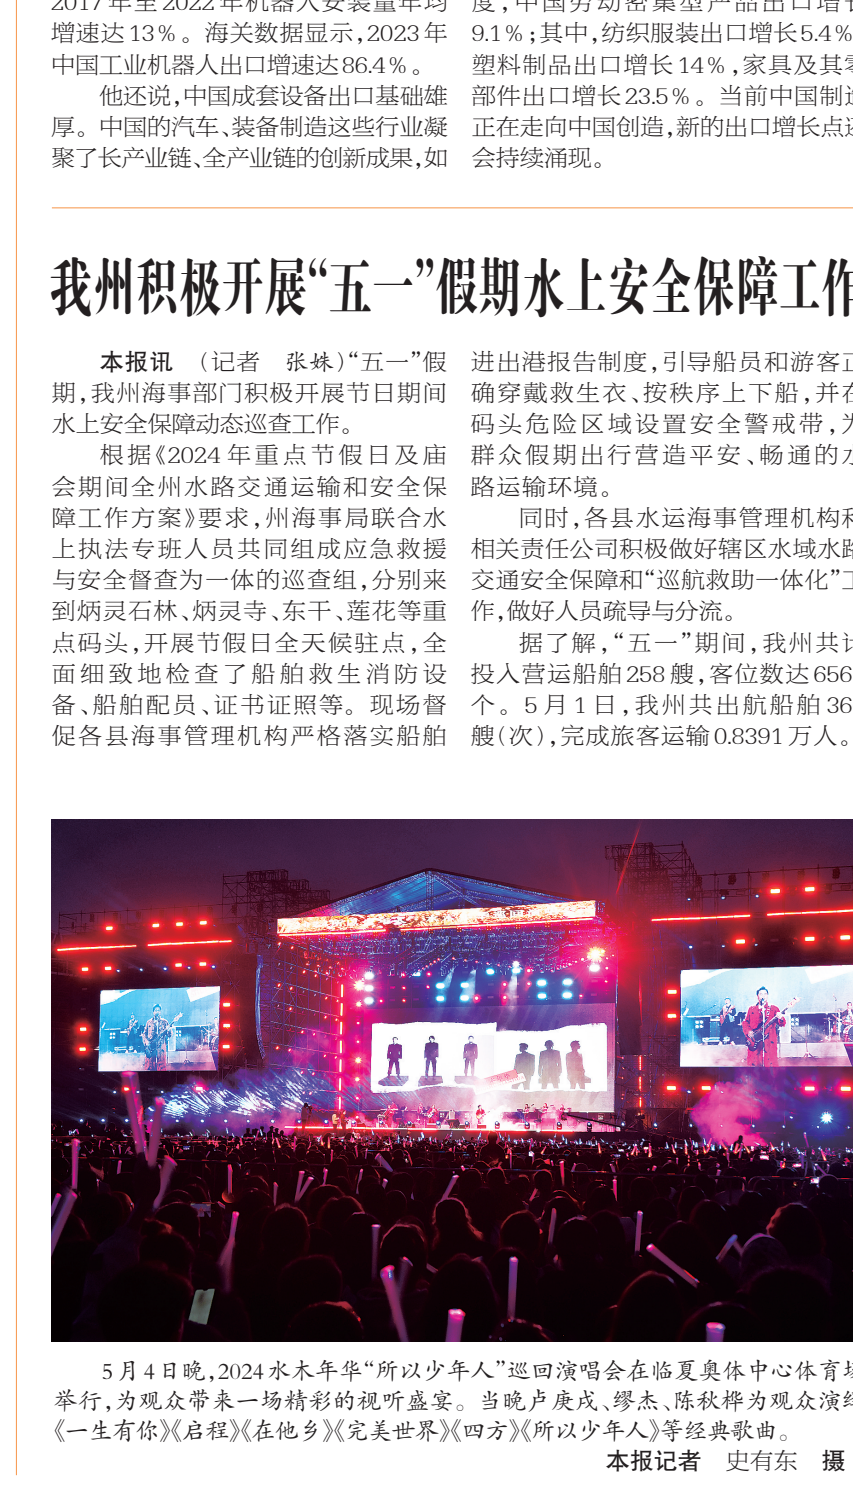 2017年至2022年机器人安装量年均
增速达13%。海关数据显示,2023年
中国工业机器人出口增速达86.4%。
他还说,中国成套设备出口基础雄
厚。中国的汽车、装备制造这些行业凝
聚了长产业链、全产业链的创新成果,如
度,中国劳动密集型产品出口增长
9.1%;其中,纺织服装出口增长5.4%
塑料制品出口增长14%,家具及其零
部件出口增长23.5%。当前中国制造
正在走向中国创造,新的出口增长点还
会持续涌现。
我州积极开展“五一”假期水上安全保障工作
本报讯 (记者 张姝)“五一”假
期,我州海事部门积极开展节日期间
水上安全保障动态巡查工作。
根据《2024年重点节假日及庙
会期间全州水路交通运输和安全保
障工作方案》要求,州海事局联合水
上执法专班人员共同组成应急救援
与安全督查为一体的巡查组,分别来
到炳灵石林、炳灵寺、东干、莲花等重
点码头,开展节假日全天候驻点,全
面细致地检查了船舶救生消防设
备、船舶配员、证书证照等。现场督
促各县海事管理机构严格落实船舶
进出港报告制度,引导船员和游客正
确穿戴救生衣、按秩序上下船,并在
码头危险区域设置安全警戒带,为
群众假期出行营造平安、畅通的水
路运输环境。
同时,各县水运海事管理机构和
相关责任公司积极做好辖区水域水路
交通安全保障和“巡航救助一体化”工
作,做好人员疏导与分流。
据了解,“五一”期间,我州共计
投入营运船舶258艘,客位数达656
个。5月1日,我州共出航船舶36
艘(次),完成旅客运输0.8391万人。
5月4日晚,2024水木年华“所以少年人”巡回演唱会在临夏奥体中心体育场
举行,为观众带来一场精彩的视听盛宴。当晚卢庚戌、缪杰、陈秋桦为观众演绎
《一生有你》《启程》《在他乡》《完美世界》《四方》《所以少年人》等经典歌曲。
本报记者 史有东 摄